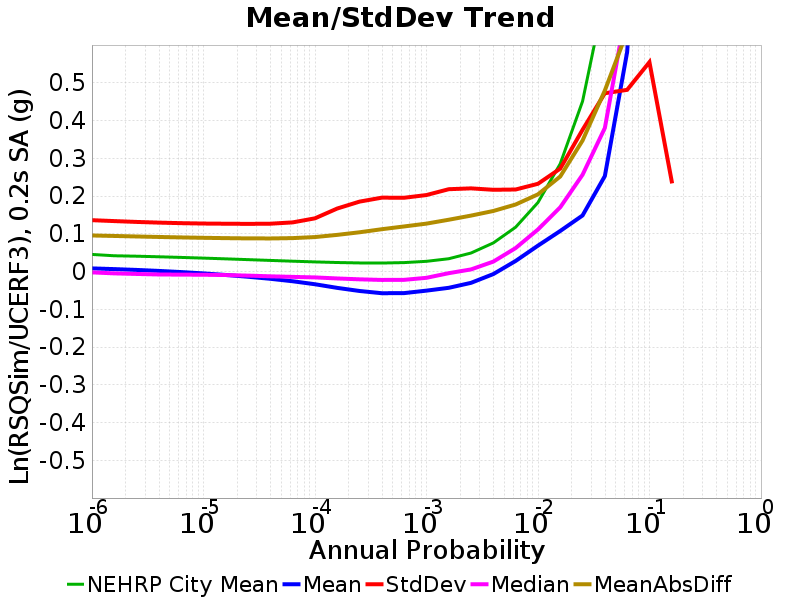 Mean/StdDev Trend
Ln(RSQSim/UCERF3), 0.2s SA (g)
0.5
0.4
0.3
0.2
0.1
0
-0.1
-0.2
-0.3
-0.4
-0.5
10^-6 10^-5 10^-4 10^-3 10^-2 10^-1 10^0
Annual Probability
NEHRP City Mean Mean StdDev Median MeanAbsDiff